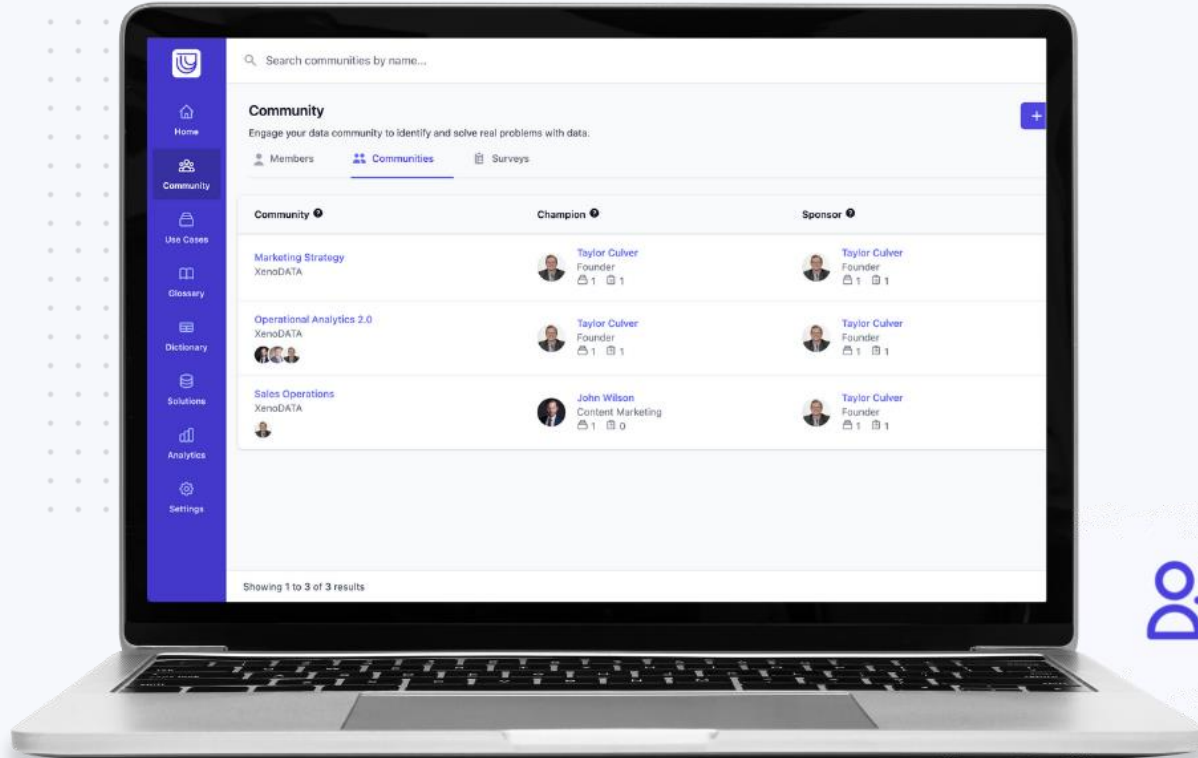 Search communities by name...
Home
Community
Use Cases
Glossary
Dictionary
Solutions
Analytics
Settings
Community
Engage your data community to identify and solve real problems with data.
Members Communities Surveys
Community Champion Sponsor
Marketing Strategy
XenoDATA
Taylor Culver
Founder
1 1
Taylor Culver
Founder
1 1
Operational Analytics 2.0
XenoDATA
Taylor Culver
Founder
1 1
Taylor Culver
Founder
1 1
Sales Operations
XenoDATA
John Wilson
Content Marketing
1 0
Taylor Culver
Founder
1 1
Showing 1 to 3 of 3 results